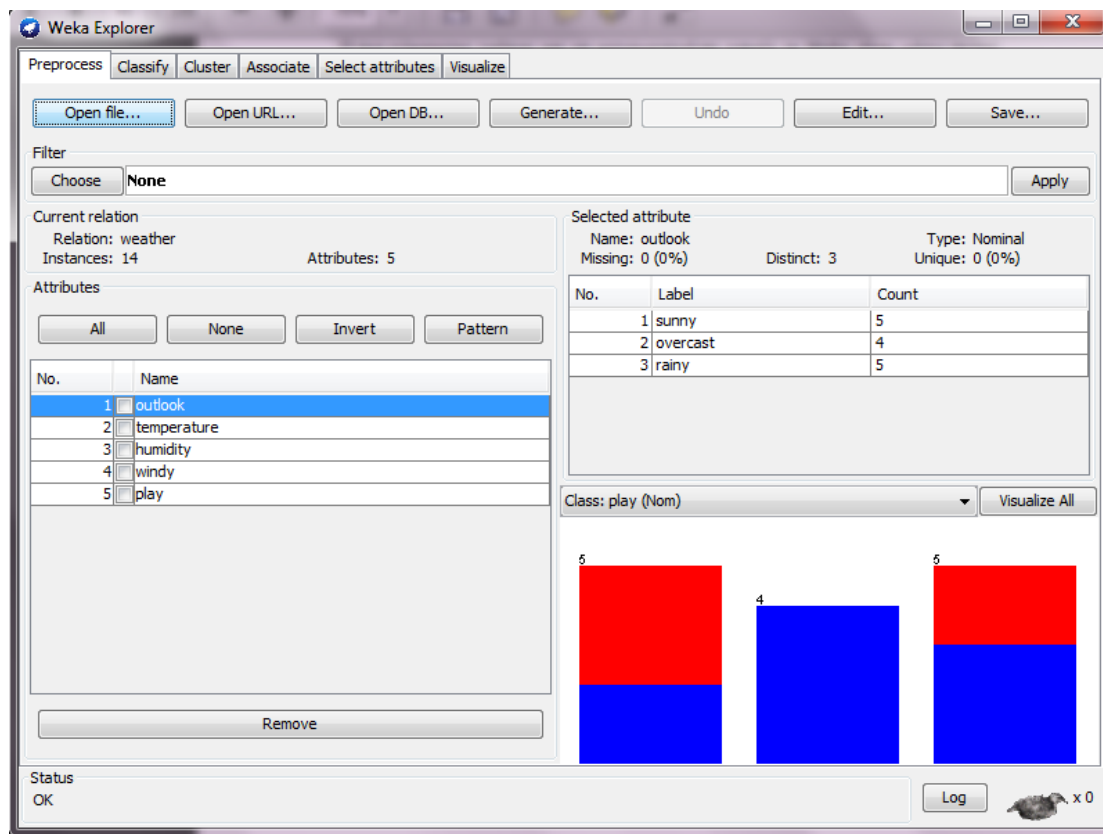 Weka Explorer
Preprocess Classify Cluster Associate Select attributes Visualize
Open file... Open URL... Open DB... Generate... Undo Edit... Save...
Filter
Choose None Apply
Current relation
Relation: weather
Instances: 14 Attributes: 5
Attributes
All None Invert Pattern
No. Name
1 outlook
2 temperature
3 humidity
4 windy
5 play
Remove
Selected attribute
Name: outlook Type: Nominal
Missing: 0 (0%) Distinct: 3 Unique: 0 (0%)
No. Label Count
1 sunny 5
2 overcast 4
3 rainy 5
Class: play (Nom) Visualize All
5 4 5
Status
OK Log x 0